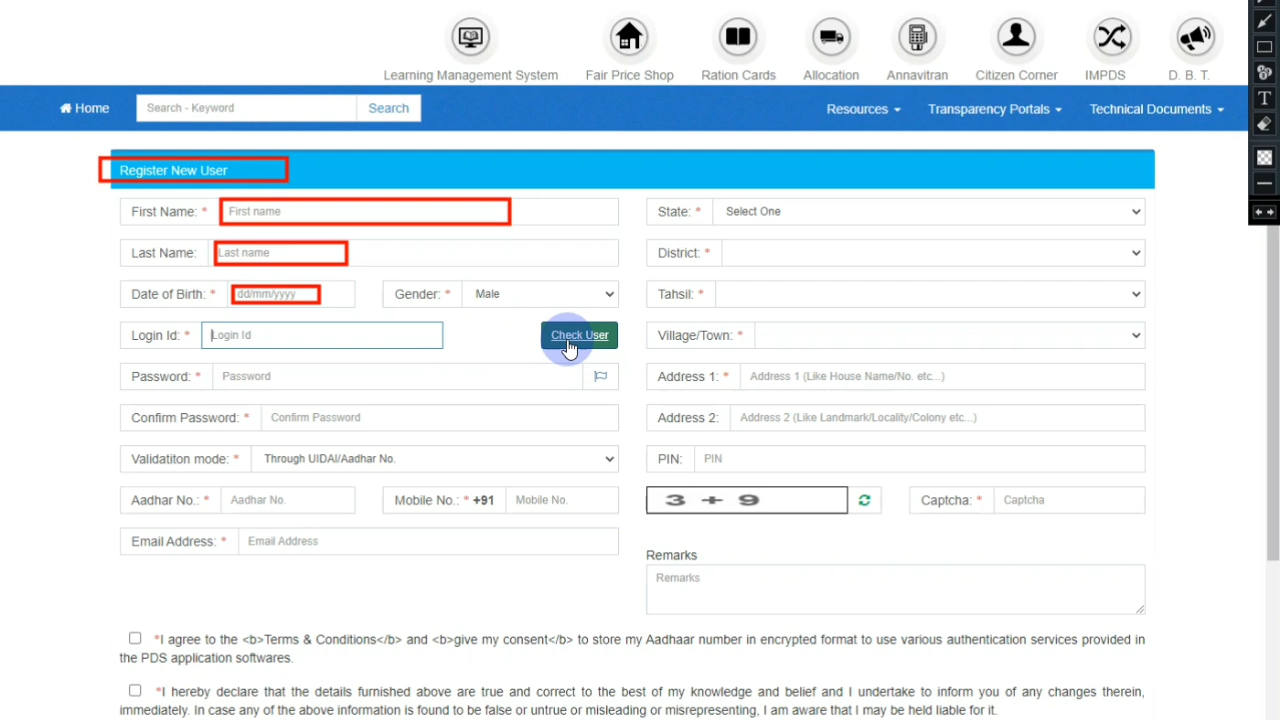 Learning Management System Fair Price Shop Ration Cards Allocation Annavitran Citizen Corner IMPDS D. B. T.
Home Search - Keyword Search Resources Transparency Portals Technical Documents
Register New User
First Name: * First name
State: * Select One
Last Name: Last name
District: *
Date of Birth: * dd/mm/yyyy Gender: * Male
Tahsil: *
Login Id: * Login Id Check User
Village/Town: *
Password: * Password
Address 1: * Address 1 (Like House Name/No. etc...)
Confirm Password: * Confirm Password
Address 2: Address 2 (Like Landmark/Locality/Colony etc...)
Validatiton mode: * Through UIDAI/Aadhar No.
PIN: PIN
Aadhar No.: * Aadhar No. Mobile No.: * +91 Mobile No.
3 + 9 Captcha: * Captcha
Email Address: * Email Address
Remarks
Remarks
*I agree to the <b>Terms & Conditions</b> and <b>give my consent</b> to store my Aadhaar number in encrypted format to use various authentication services provided in
the PDS application softwares.
*I hereby declare that the details furnished above are true and correct to the best of my knowledge and belief and I undertake to inform you of any changes therein,
immediately. In case any of the above information is found to be false or untrue or misleading or misrepresenting, I am aware that I may be held liable for it.